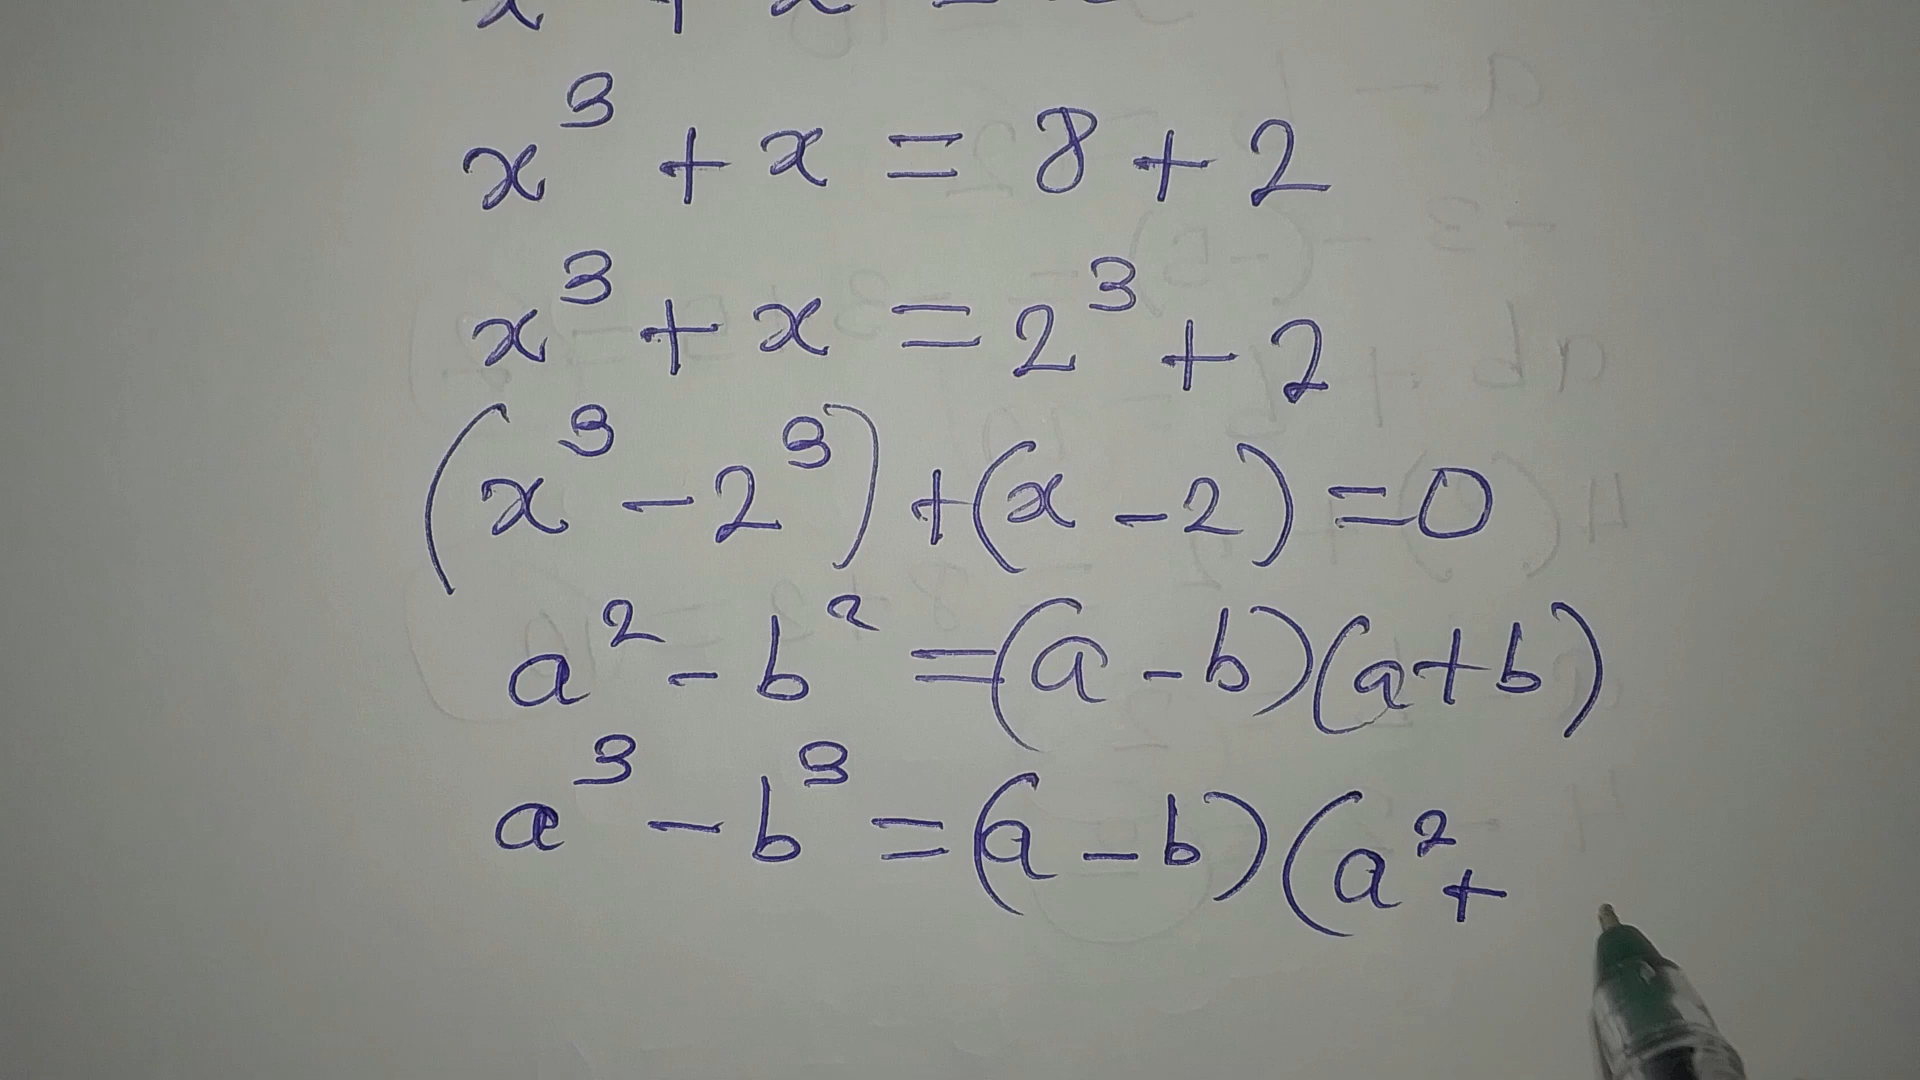 x³ + x = 8 + 2
x³ + x = 2³ + 2
(x³ - 2³) + (x - 2) = 0
a² - b² = (a - b)(a + b)
a³ - b³ = (a - b)(a² +